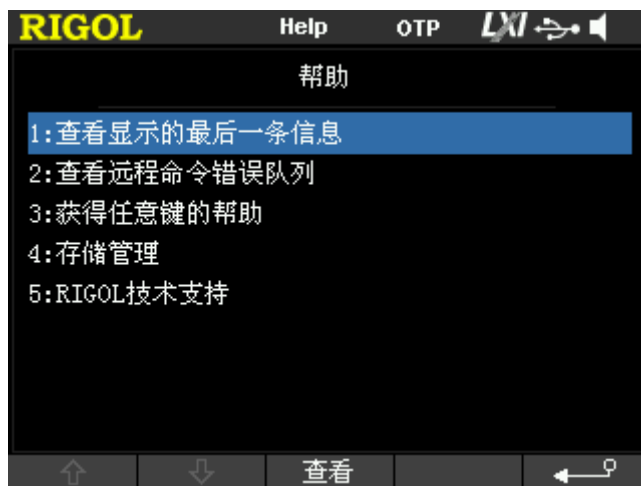 RIGOL Help OTP LXI
帮助
1:查看显示的最后一条信息
2:查看远程命令错误队列
3:获得任意键的帮助
4:存储管理
5:RIGOL技术支持
查看